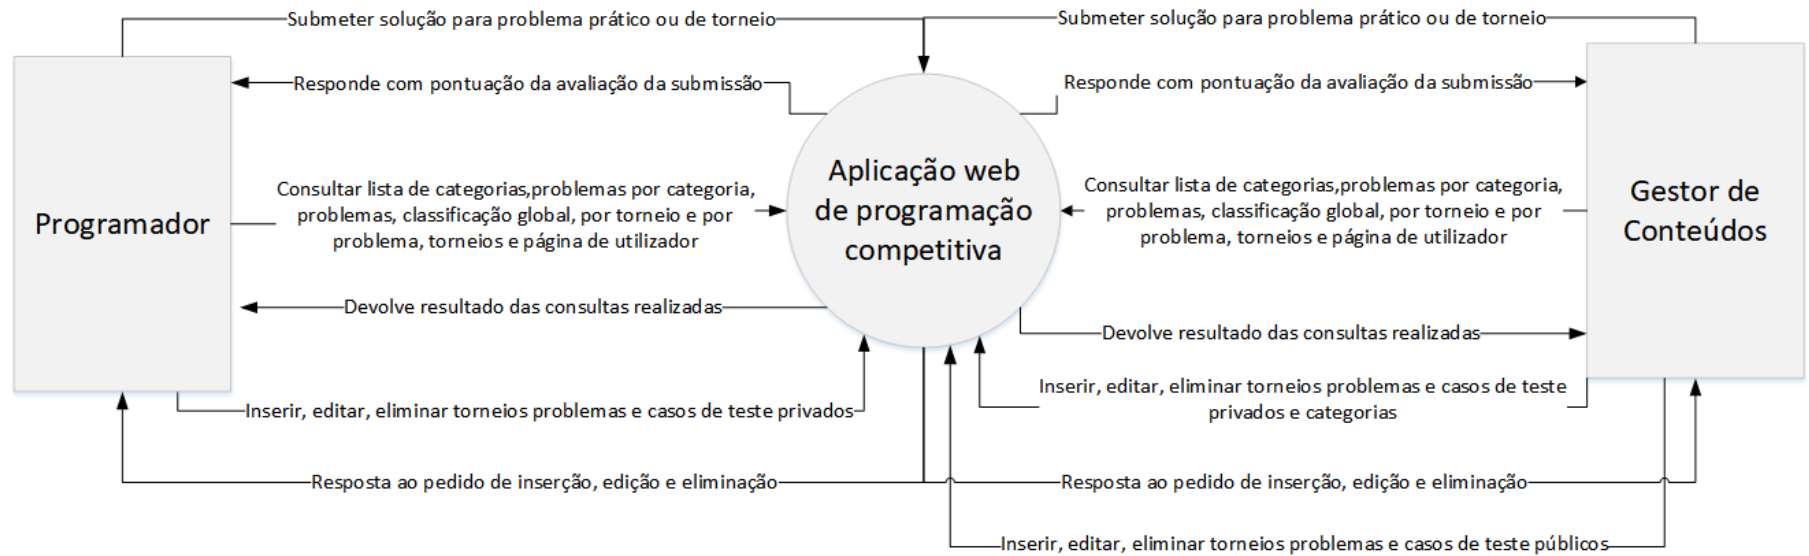 Submeter solução para problema prático ou de torneio
Submeter solução para problema prático ou de torneio
Responde com pontuação da avaliação da submissão
Responde com pontuação da avaliação da submissão
Programador
Consultar lista de categorias,problemas por categoria,
problemas, classificação global, por torneio e por
problema, torneios e página de utilizador
Aplicação web
de programação
competitiva
Consultar lista de categorias,problemas por categoria,
problemas, classificação global, por torneio e por
problema, torneios e página de utilizador
Gestor de
Conteúdos
Devolve resultado das consultas realizadas
Devolve resultado das consultas realizadas
Inserir, editar, eliminar torneios problemas e casos de teste privados
Inserir, editar, eliminar torneios problemas e casos de teste
privados e categorias
Resposta ao pedido de inserção, edição e eliminação
Resposta ao pedido de inserção, edição e eliminação
Inserir, editar, eliminar torneios problemas e casos de teste públicos